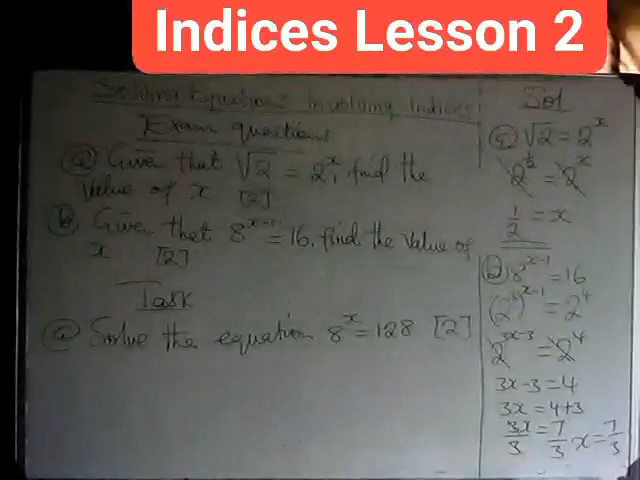 Indices Lesson 2
Solving Equations Involving Indices
Exam questions
(a) Given that √2 = 2^x, find the
value of x [2]
(b) Given that 8^(x-1) = 16, find the value of
x [2]
Task
(a) Solve the equation 8^x = 128 [2]
Sol
(a) √2 = 2^x
2^(1/2) = 2^x
1/2 = x
(b) 8^(x-1) = 16
(2^3)^(x-1) = 2^4
2^(3x-3) = 2^4
3x-3 = 4
3x = 4+3
3x/3 = 7/3 x = 7/3